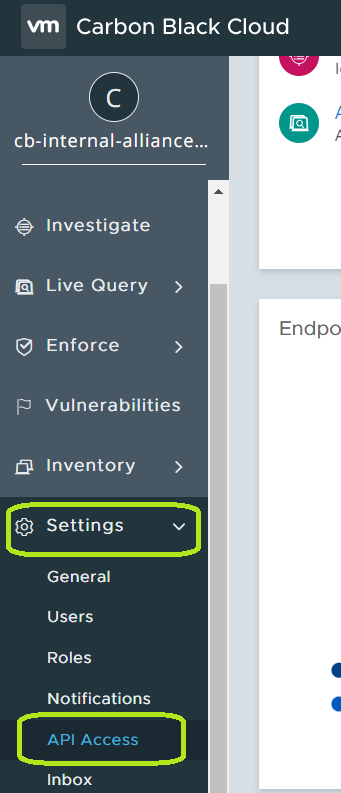 vm Carbon Black Cloud
C
cb-internal-alliance...
Investigate
Live Query
Enforce
Vulnerabilities
Inventory
Settings
General
Users
Roles
Notifications
API Access
Inbox
Endpo